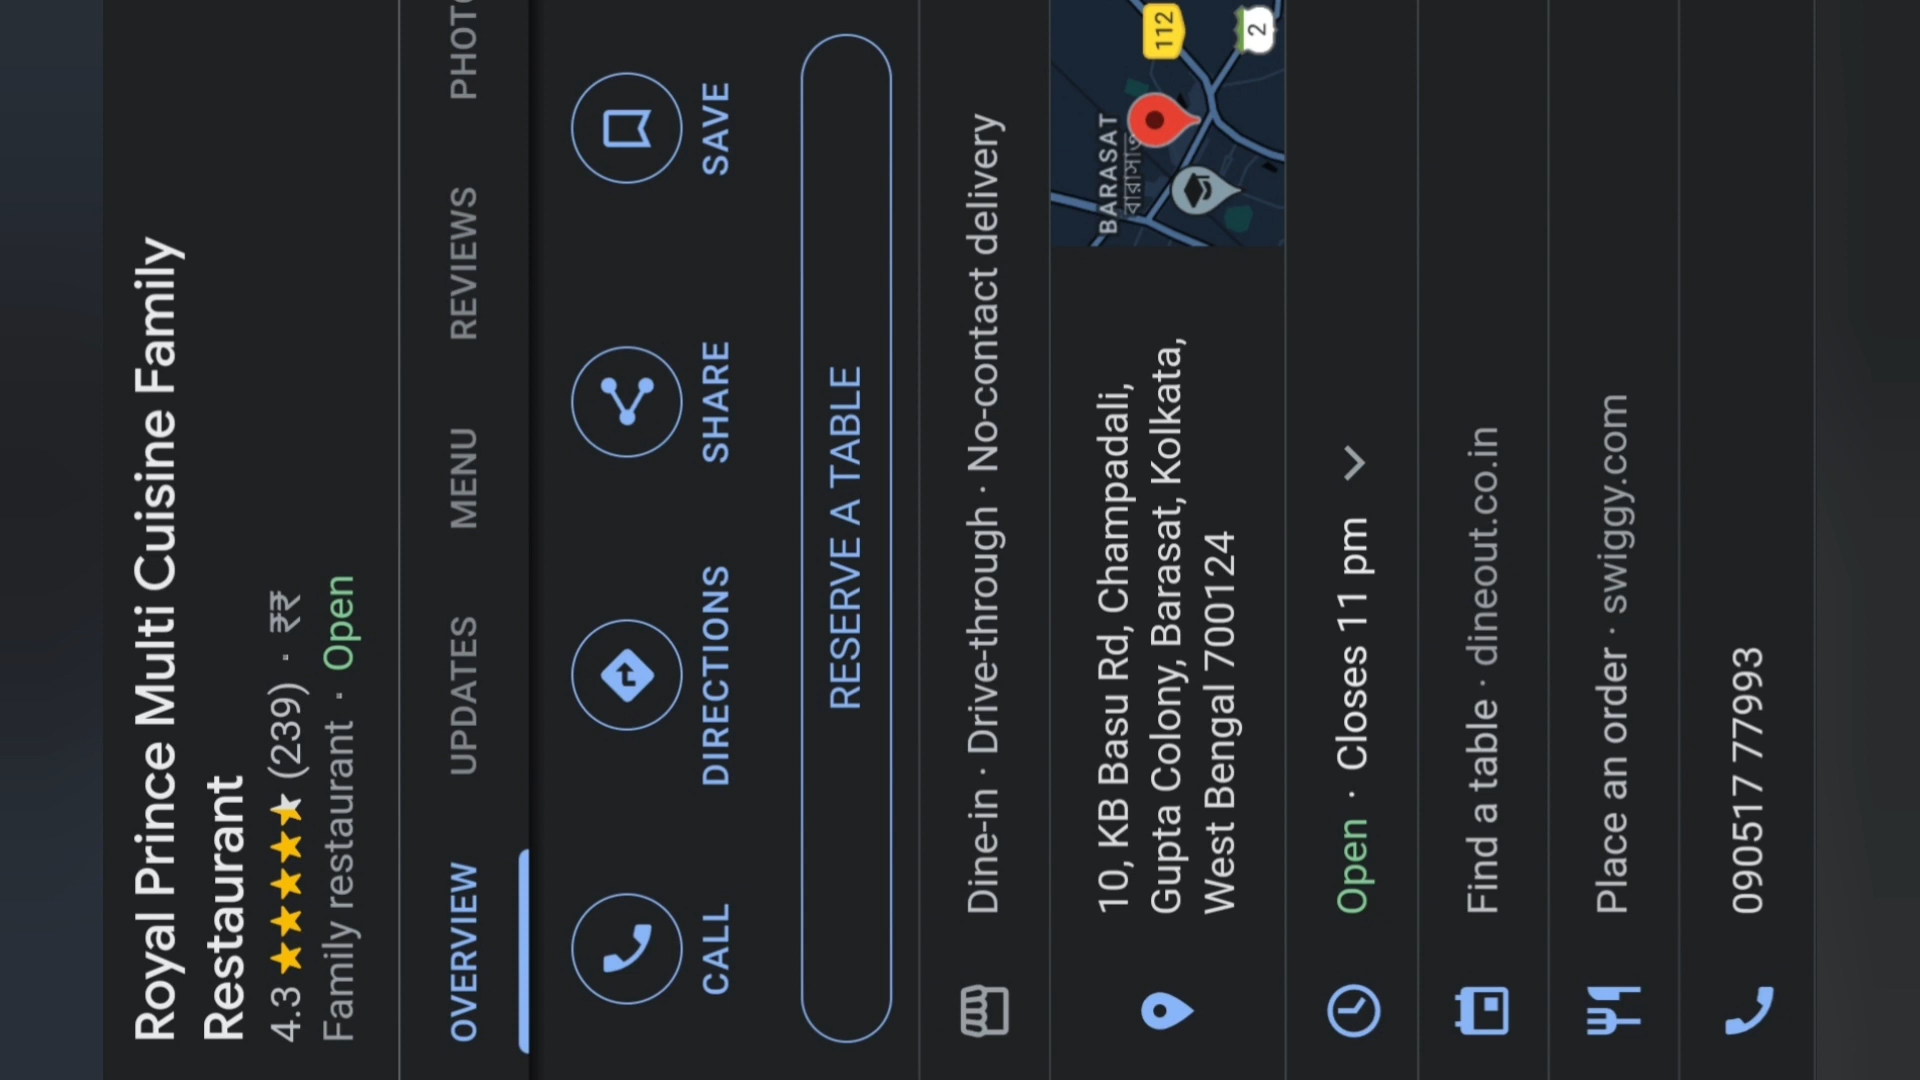 Royal Prince Multi Cuisine Family
Restaurant
4.3 (239) · ₹₹
Family restaurant · Open
OVERVIEW UPDATES MENU REVIEWS PHOTO
CALL DIRECTIONS SHARE SAVE
RESERVE A TABLE
Dine-in · Drive-through · No-contact delivery
10, KB Basu Rd, Champadali,
Gupta Colony, Barasat, Kolkata,
West Bengal 700124
BARASAT
বারাসাত
112
2
Open · Closes 11 pm
Find a table · dineout.co.in
Place an order · swiggy.com
090517 77993